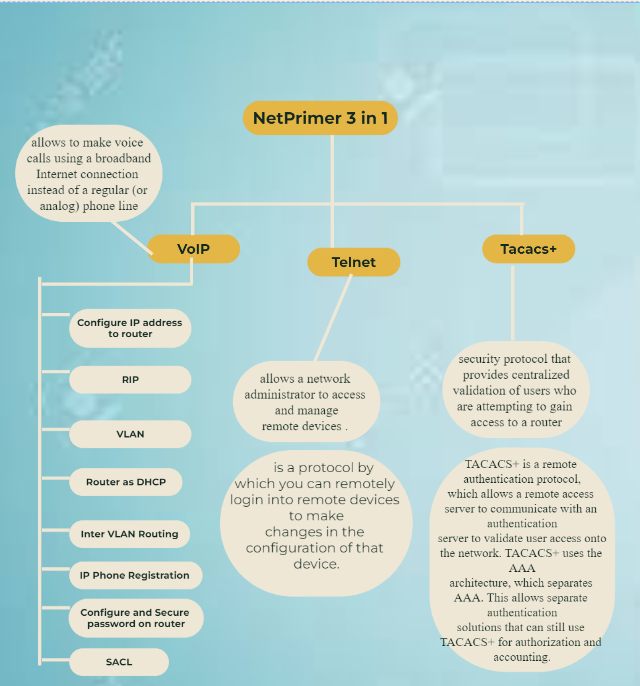 NetPrimer 3 in 1
allows to make voice
calls using a broadband
Internet connection
instead of a regular (or
analog) phone line
VoIP
Telnet
Tacacs+
Configure IP address
to router
RIP
VLAN
Router as DHCP
Inter VLAN Routing
IP Phone Registration
Configure and Secure
password on router
SACL
allows a network
administrator to access
and manage
remote devices .
is a protocol by
which you can remotely
login into remote devices
to make
changes in the
configuration of that
device.
security protocol that
provides centralized
validation of users who
are attempting to gain
access to a router
TACACS+ is a remote
authentication protocol,
which allows a remote access
server to communicate with an
authentication
server to validate user access onto
the network. TACACS+ uses the
AAA
architecture, which separates
AAA. This allows separate
authentication
solutions that can still use
TACACS+ for authorization and
accounting.